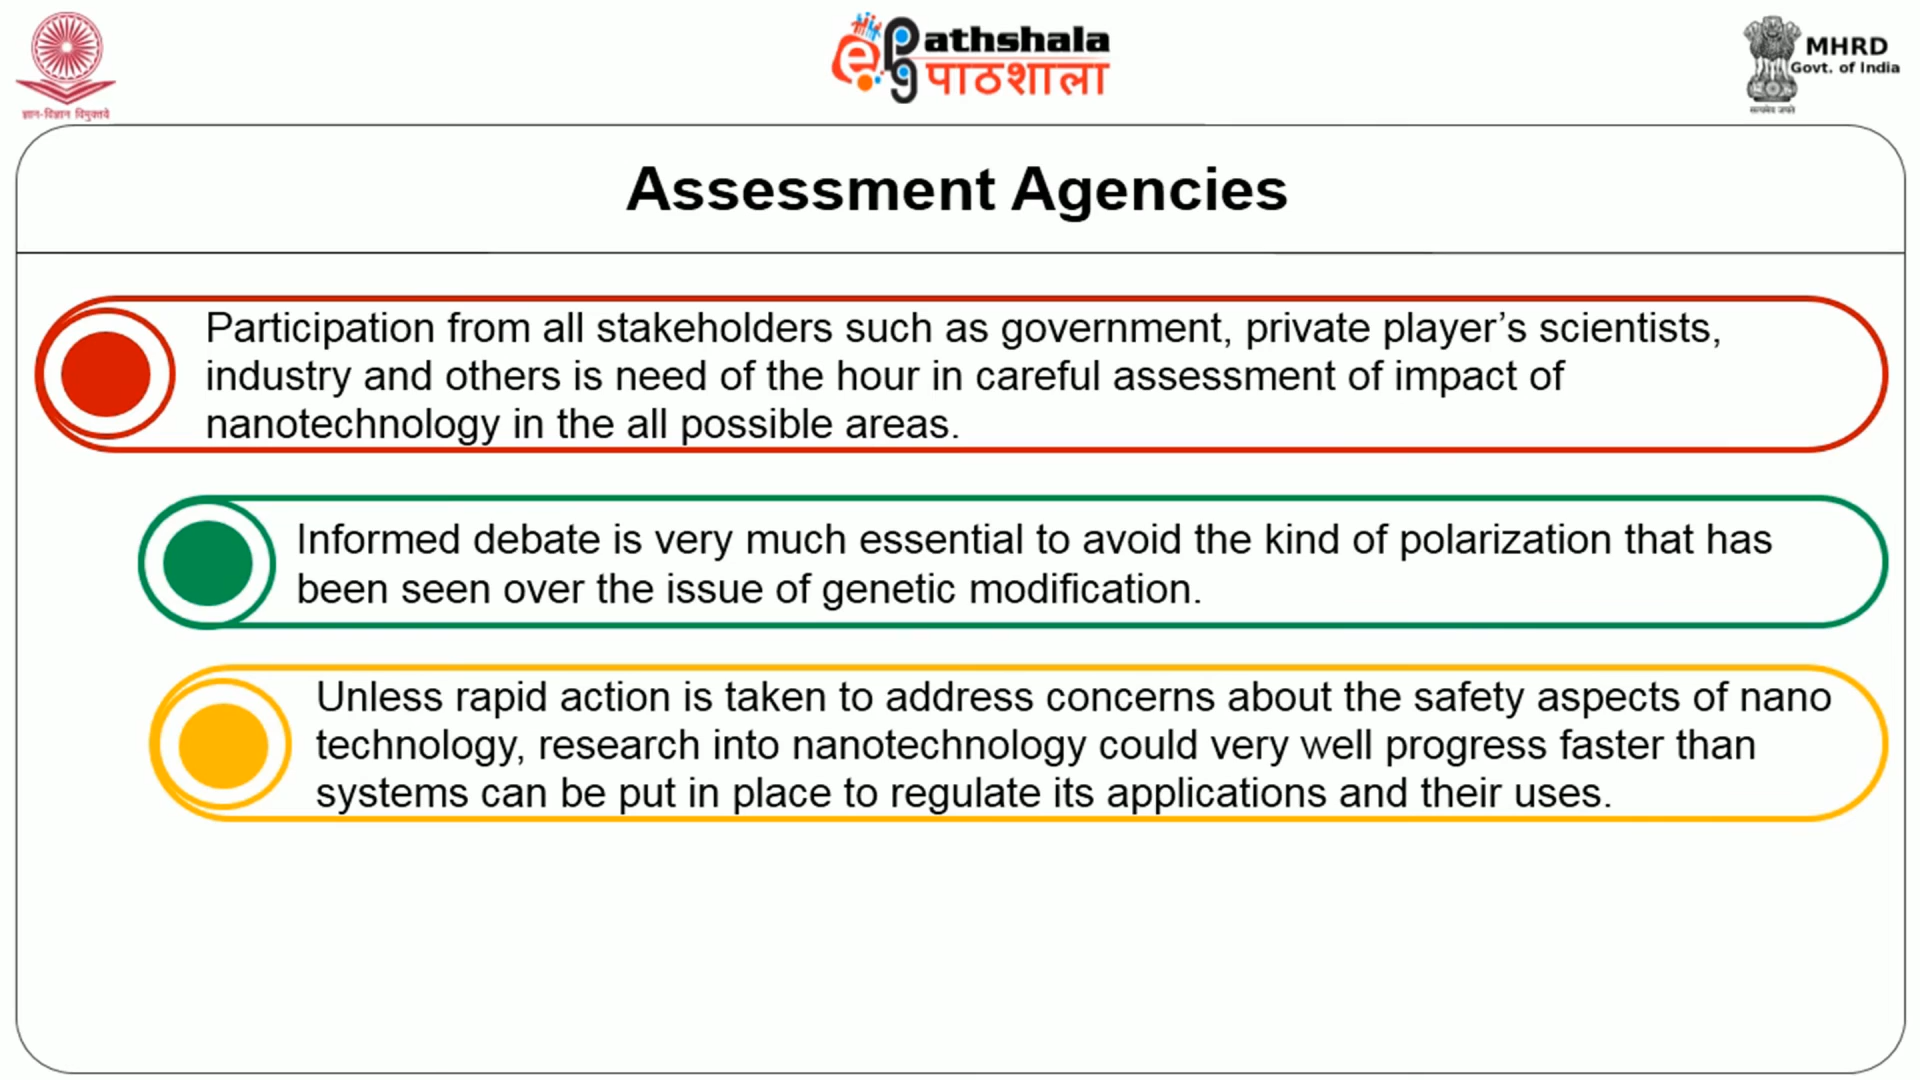 ज्ञान-विज्ञान विमुक्तये
e pg Pathshala
पाठशाला
MHRD
Govt. of India
सत्यमेव जयते
Assessment Agencies
Participation from all stakeholders such as government, private player’s scientists,
industry and others is need of the hour in careful assessment of impact of
nanotechnology in the all possible areas.
Informed debate is very much essential to avoid the kind of polarization that has
been seen over the issue of genetic modification.
Unless rapid action is taken to address concerns about the safety aspects of nano
technology, research into nanotechnology could very well progress faster than
systems can be put in place to regulate its applications and their uses.